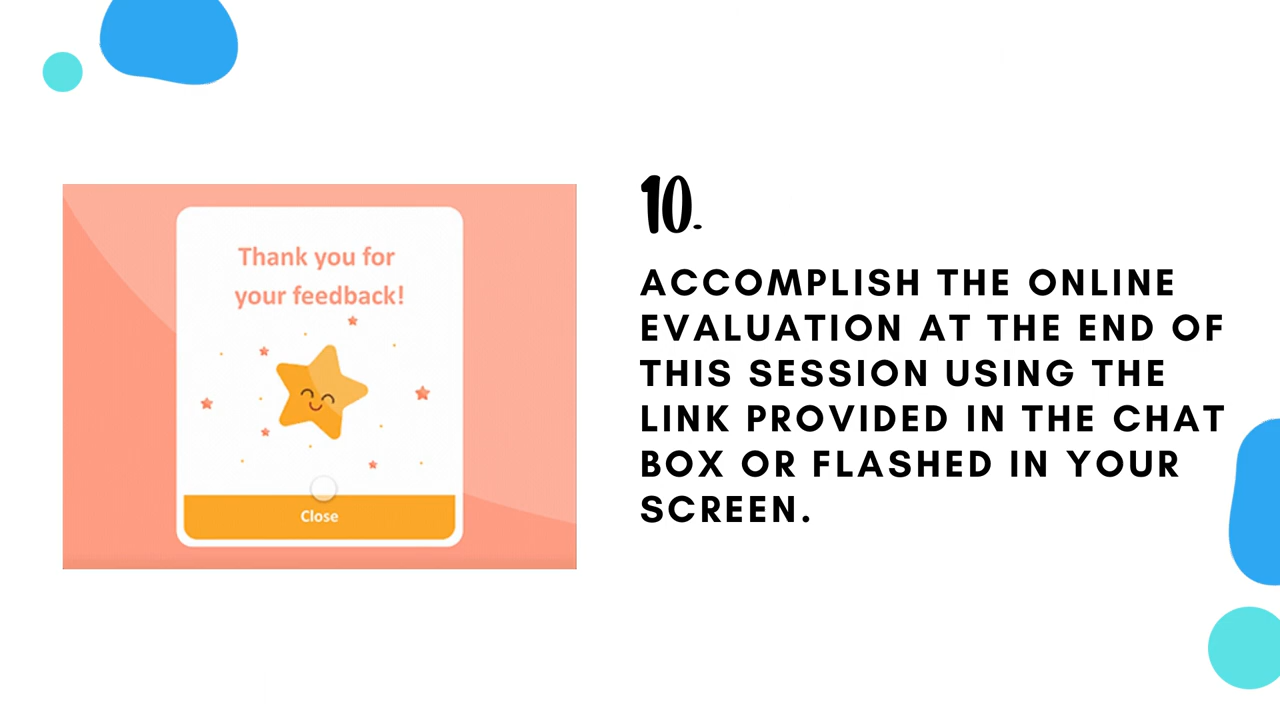 Thank you for
your feedback!
Close
10.
ACCOMPLISH THE ONLINE
EVALUATION AT THE END OF
THIS SESSION USING THE
LINK PROVIDED IN THE CHAT
BOX OR FLASHED IN YOUR
SCREEN.